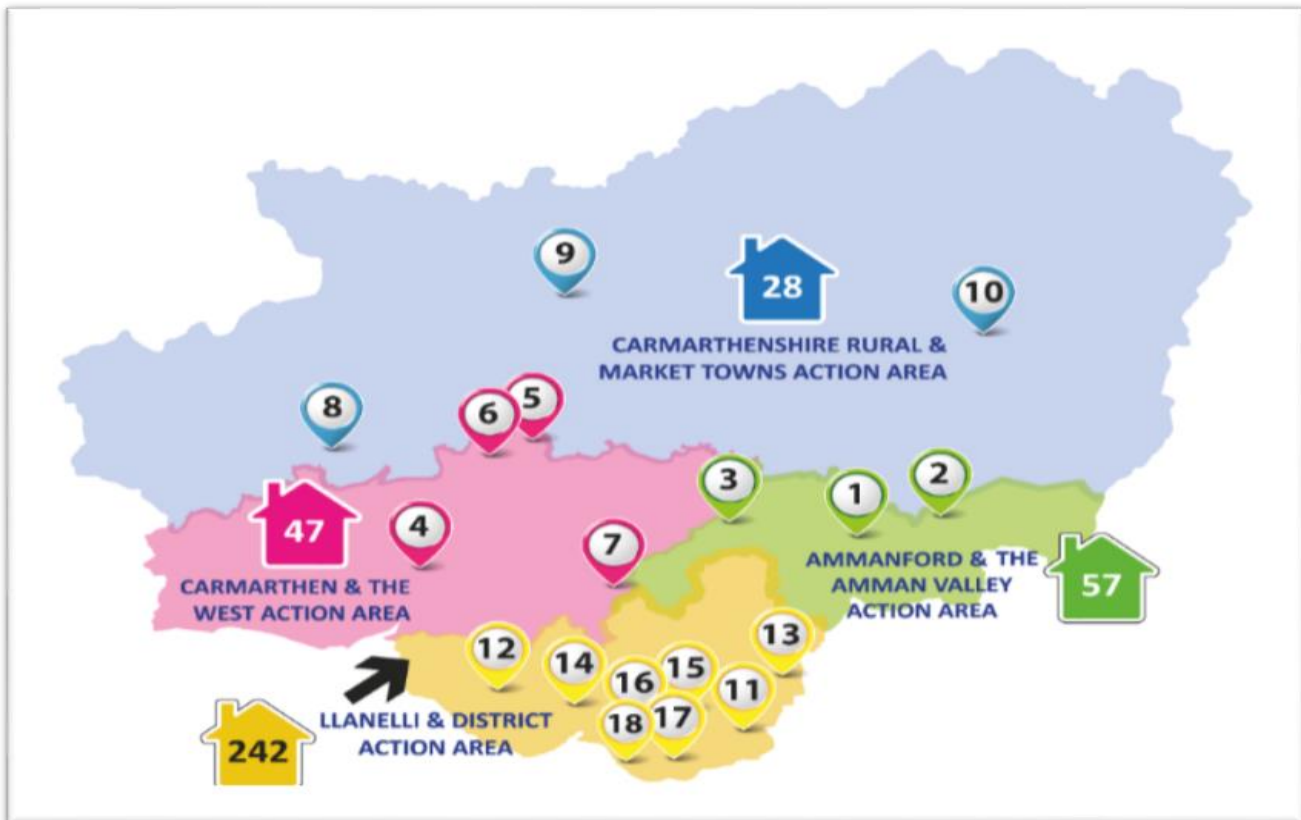 9
28
10
CARMARTHENSHIRE RURAL &
MARKET TOWNS ACTION AREA
8
6
5
3
1
2
47
4
7
CARMARTHEN & THE
WEST ACTION AREA
AMMANFORD & THE
AMMAN VALLEY
ACTION AREA
57
12
14
16
15
13
11
18
17
242
LLANELLI & DISTRICT
ACTION AREA